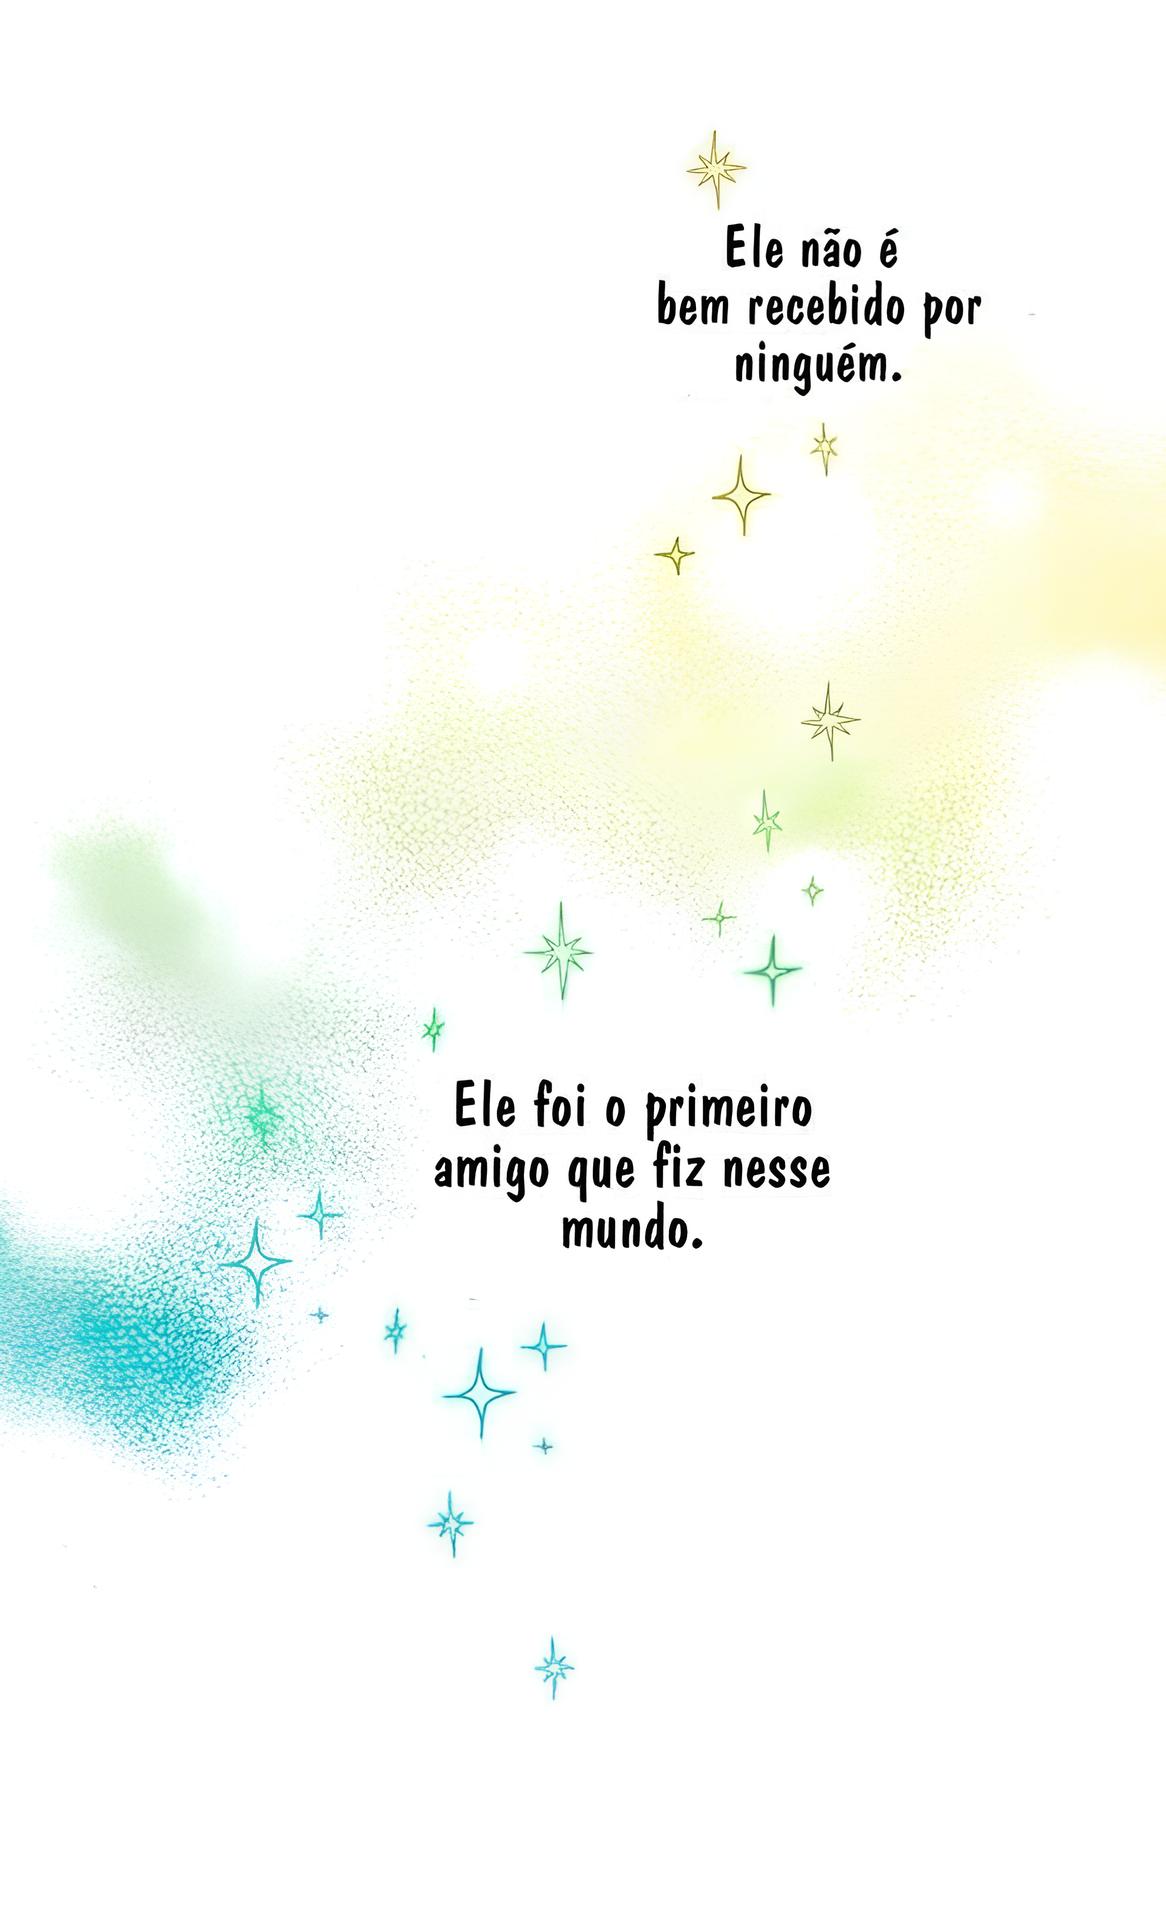 Ele não é
bem recebido por
ninguém.
Ele foi o primeiro
amigo que fiz nesse
mundo.